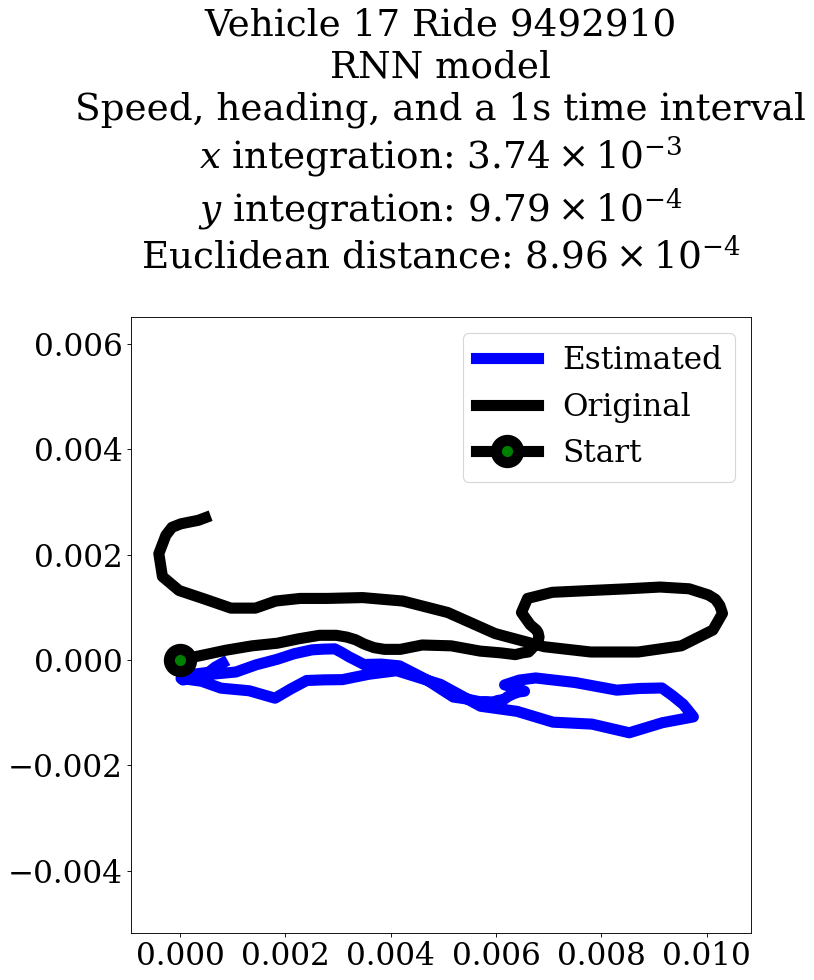 Vehicle 17 Ride 9492910
RNN model
Speed, heading, and a 1s time interval
x integration: 3.74 × 10⁻³
y integration: 9.79 × 10⁻⁴
Euclidean distance: 8.96 × 10⁻⁴
Estimated
Original
Start
0.006
0.004
0.002
0.000
−0.002
−0.004
0.000 0.002 0.004 0.006 0.008 0.010